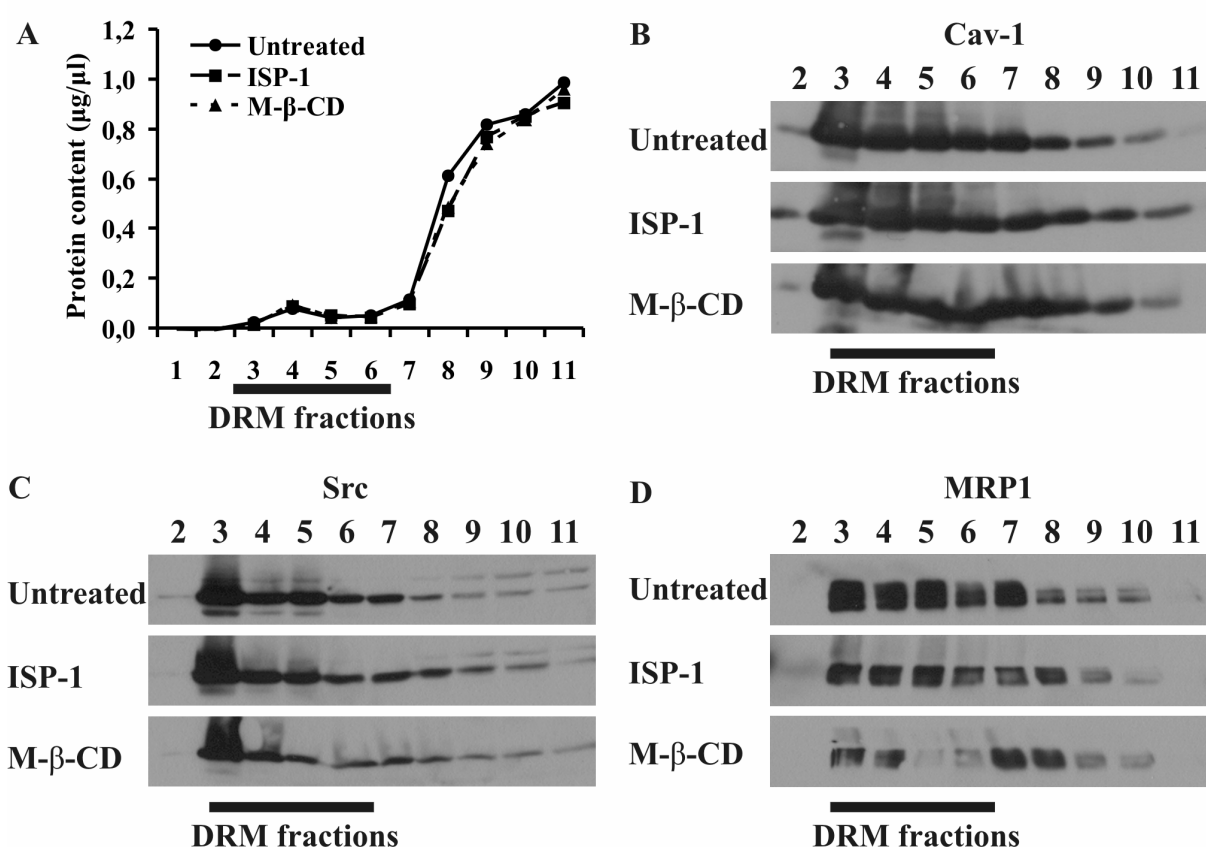 A
1,2
1,0
0,8
0,6
0,4
0,2
0,0
Protein content (µg/µl)
Untreated
ISP-1
M-β-CD
1 2 3 4 5 6 7 8 9 10 11
DRM fractions
B
Cav-1
2 3 4 5 6 7 8 9 10 11
Untreated
ISP-1
M-β-CD
DRM fractions
C
Src
2 3 4 5 6 7 8 9 10 11
Untreated
ISP-1
M-β-CD
DRM fractions
D
MRP1
2 3 4 5 6 7 8 9 10 11
Untreated
ISP-1
M-β-CD
DRM fractions